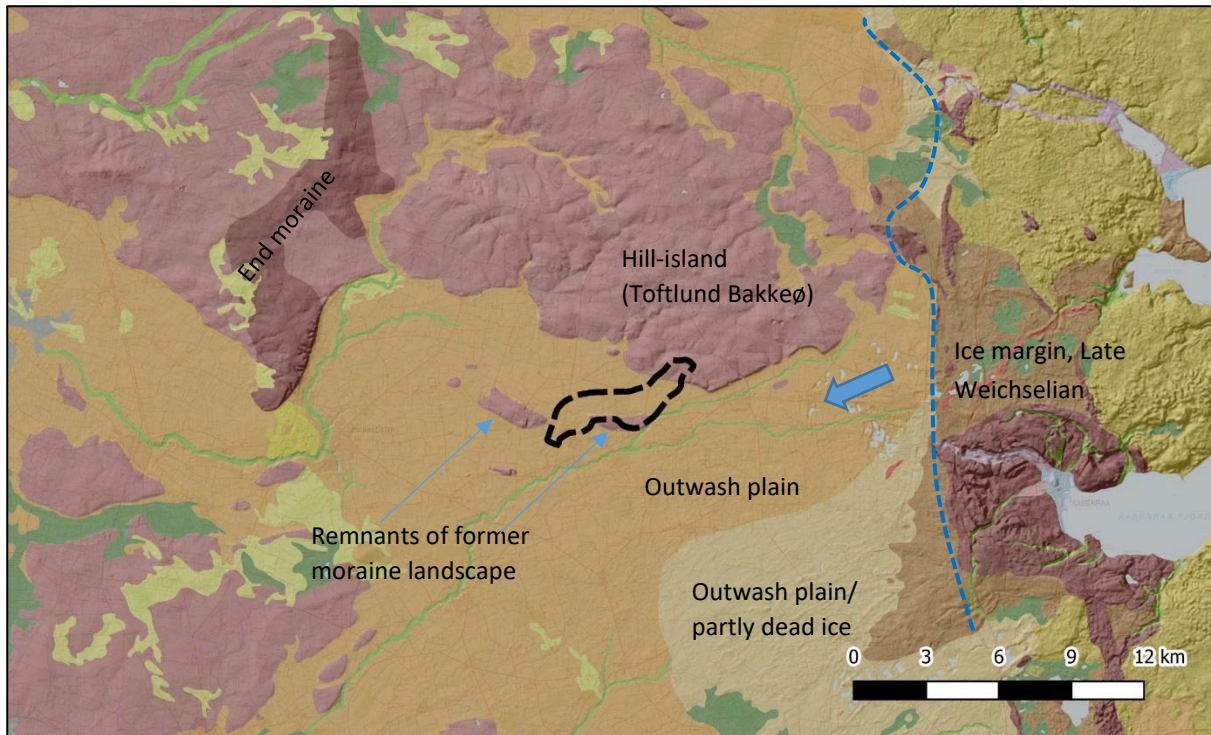 End moraine
Hill-island
(Toftlund Bakkeø)
Ice margin, Late
Weichselian
Outwash plain
Remnants of former
moraine landscape
Outwash plain/
partly dead ice
0 3 6 9 12 km